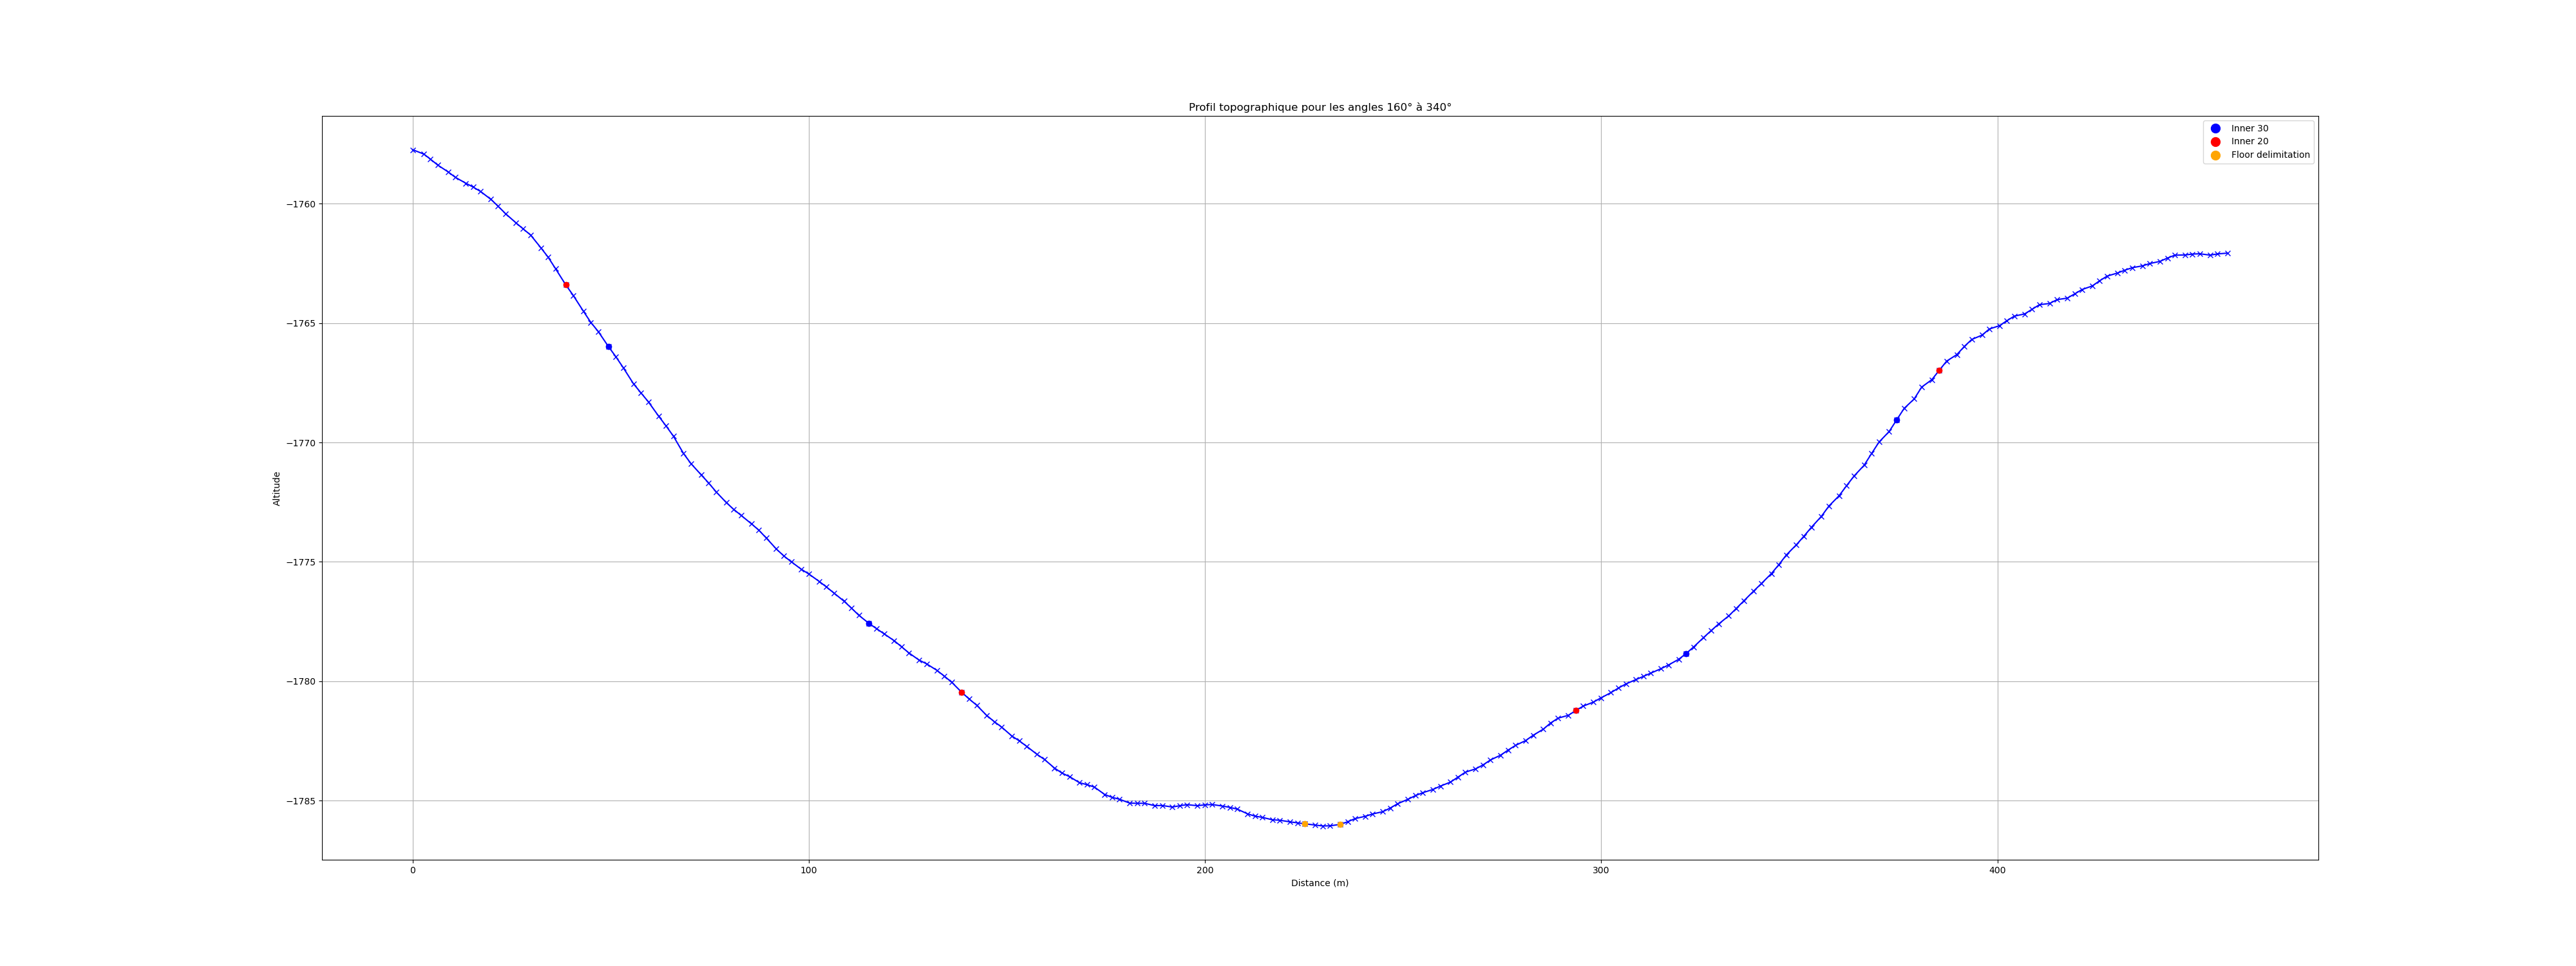 Profil topographique pour les angles 160° à 340°
Inner 30
Inner 20
Floor delimitation
−1760
−1765
−1770
−1775
−1780
−1785
Altitude
0
100
200
300
400
Distance (m)